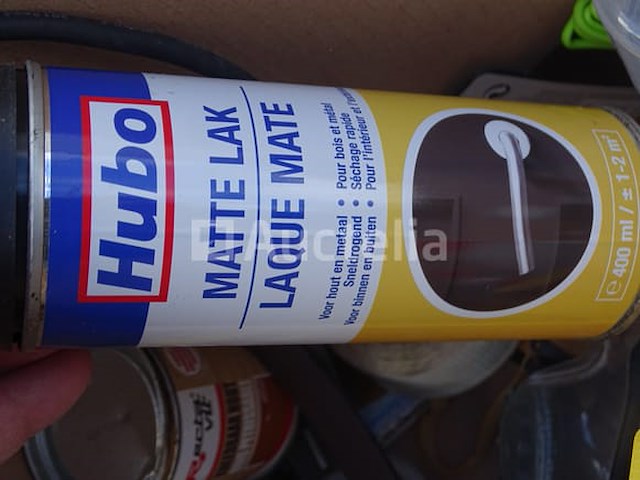 Hubo
MATTE LAK
LAQUE MATE
Voor hout en metaal • Pour bois et métal
Sneldrogend • Séchage rapide
Voor binnen en buiten • Pour l'intérieur et
℮ 400 ml / ± 1-2 m²
Auctelia